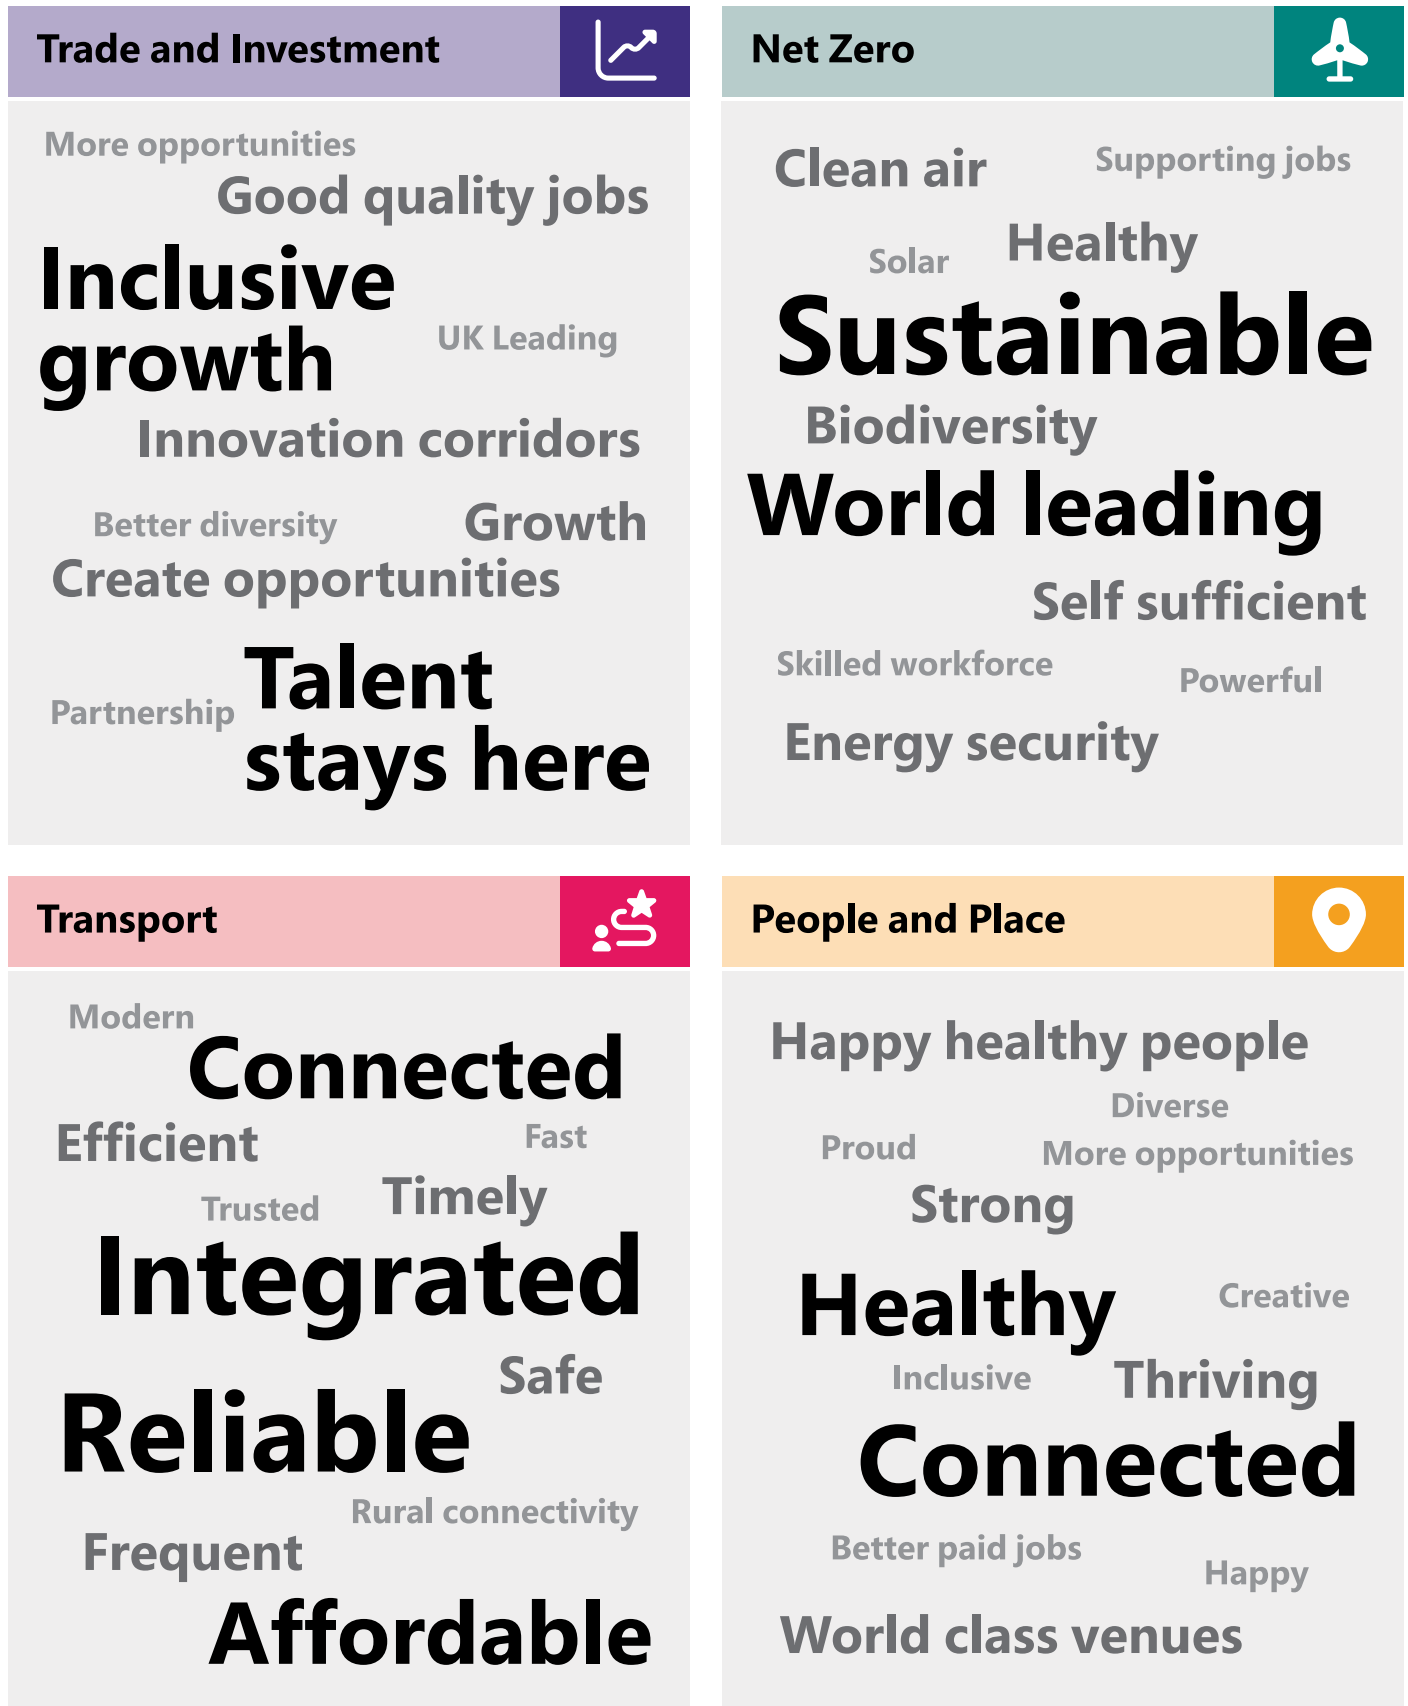 Trade and Investment
More opportunities
Good quality jobs
Inclusive
growth
UK Leading
Innovation corridors
Better diversity
Growth
Create opportunities
Talent
stays here
Partnership
Net Zero
Clean air
Supporting jobs
Healthy
Solar
Sustainable
Biodiversity
World leading
Self sufficient
Skilled workforce
Powerful
Energy security
Transport
Modern
Connected
Efficient
Fast
Timely
Trusted
Integrated
Safe
Reliable
Rural connectivity
Frequent
Affordable
People and Place
Happy healthy people
Diverse
Proud
More opportunities
Strong
Healthy
Creative
Inclusive
Thriving
Connected
Better paid jobs
Happy
World class venues